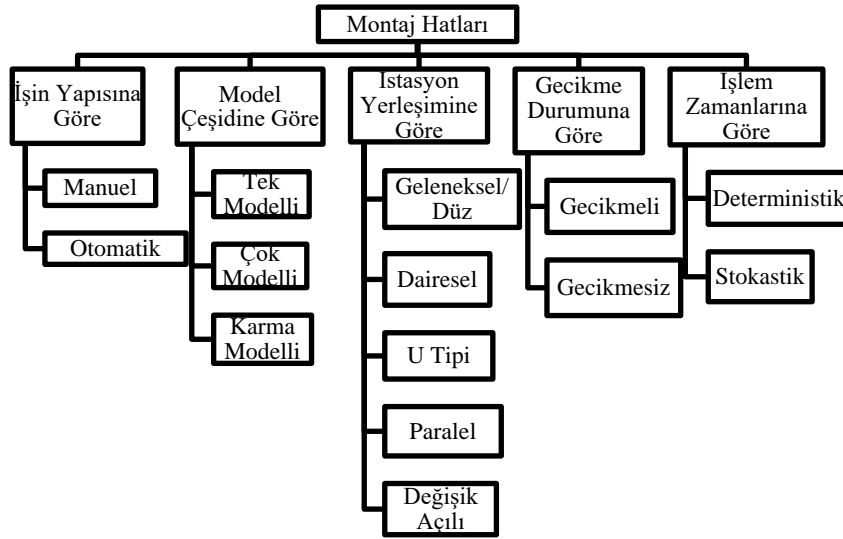 Montaj Hatları
İşin Yapısına
Göre
Manuel
Otomatik
Model
Çeşidine Göre
Tek
Modelli
Çok
Modelli
Karma
Modelli
İstasyon
Yerleşimine
Göre
Geleneksel/
Düz
Dairesel
U Tipi
Paralel
Değişik
Açılı
Gecikme
Durumuna
Göre
Gecikmeli
Gecikmesiz
İşlem
Zamanlarına
Göre
Deterministik
Stokastik